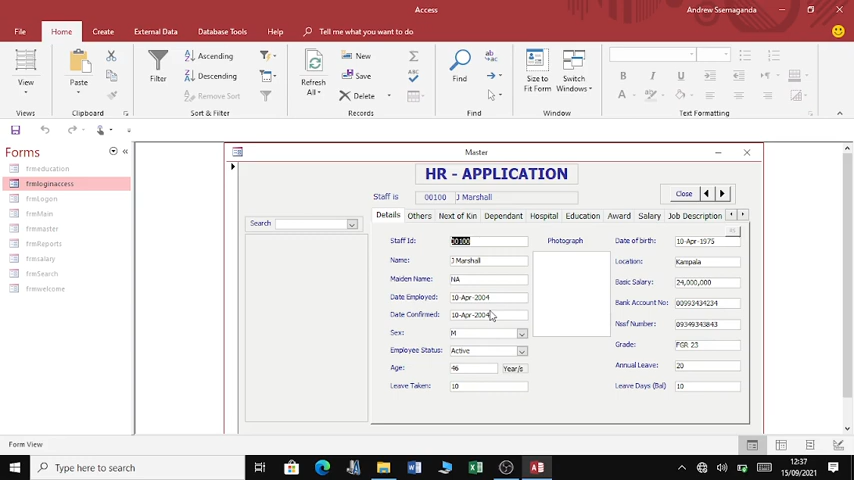 Access
Andrew Ssemaganda
File Home Create External Data Database Tools Help Tell me what you want to do
View
Views
Paste
Clipboard
Filter
Ascending
Descending
Remove Sort
Sort & Filter
Refresh All
New
Save
Delete
Records
Find
Find
Size to Fit Form
Switch Windows
Window
B I U
A
Text Formatting
Forms
frmeducation
frmloginaccess
frmLogon
frmMain
frmmaster
frmReports
frmsalary
frmSearch
frmwelcome
Master
HR - APPLICATION
Staff is 00100 J Marshall
Close
Search
Details Others Next of Kin Dependant Hospital Education Award Salary Job Description
Staff Id: 00100
Name: J Marshall
Maiden Name: NA
Date Employed: 10-Apr-2004
Date Confirmed: 10-Apr-2004
Sex: M
Employee Status: Active
Age: 46 Year/s
Leave Taken: 10
Photograph
Date of birth: 10-Apr-1975
Location: Kampala
Basic Salary: 24,000,000
Bank Account No: 00993434234
Nssf Number: 09349343843
Grade: FGR 23
Annual Leave: 20
Leave Days (Bal) 10
Form View
Type here to search
12:37
15/09/2021